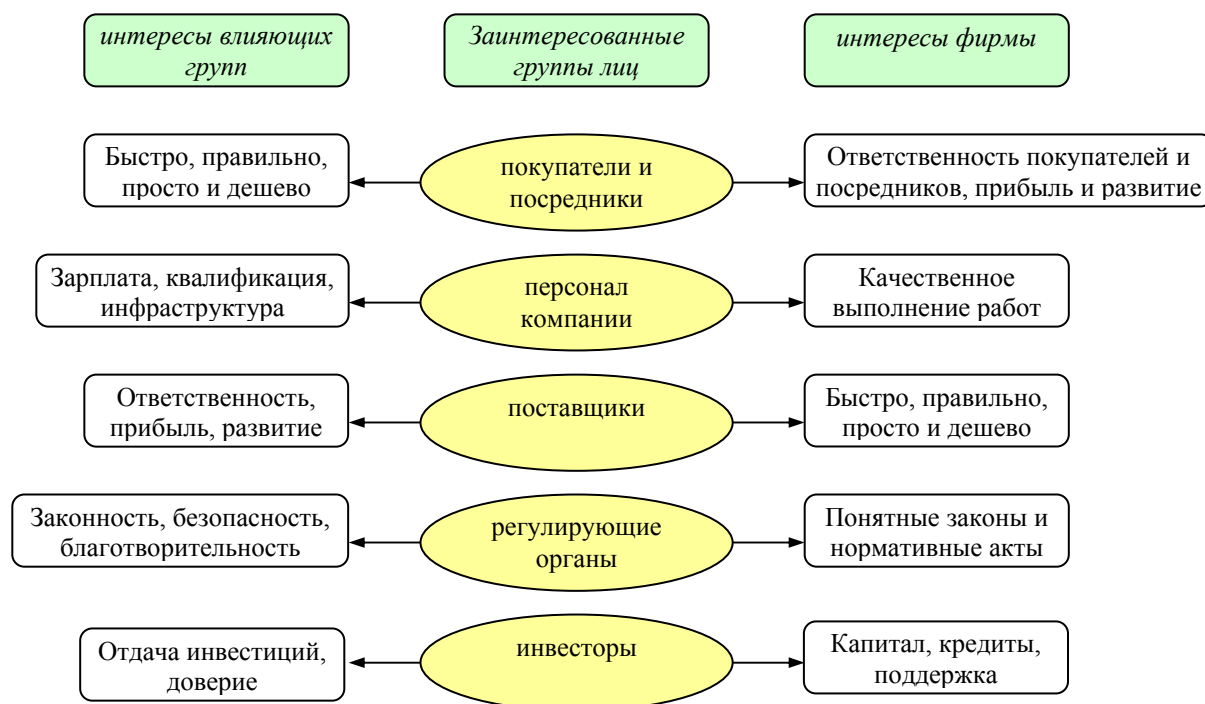 интересы влияющих
групп
Заинтересованные
группы лиц
интересы фирмы
Быстро, правильно,
просто и дешево
покупатели и
посредники
Ответственность покупателей и
посредников, прибыль и развитие
Зарплата, квалификация,
инфраструктура
персонал
компании
Качественное
выполнение работ
Ответственность,
прибыль, развитие
поставщики
Быстро, правильно,
просто и дешево
Законность, безопасность,
благотворительность
регулирующие
органы
Понятные законы и
нормативные акты
Отдача инвестиций,
доверие
инвесторы
Капитал, кредиты,
поддержка